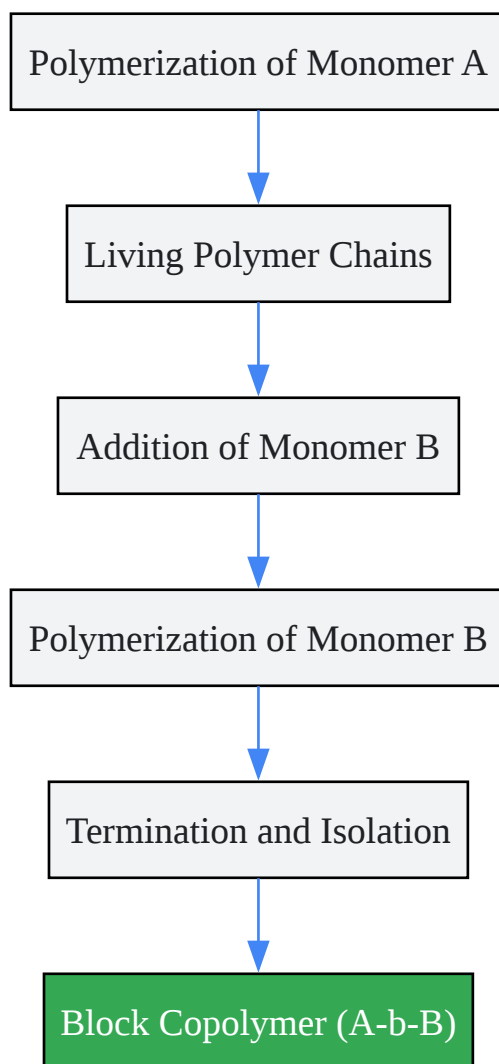 Polymerization of Monomer A
Living Polymer Chains
Addition of Monomer B
Polymerization of Monomer B
Termination and Isolation
Block Copolymer (A-b-B)